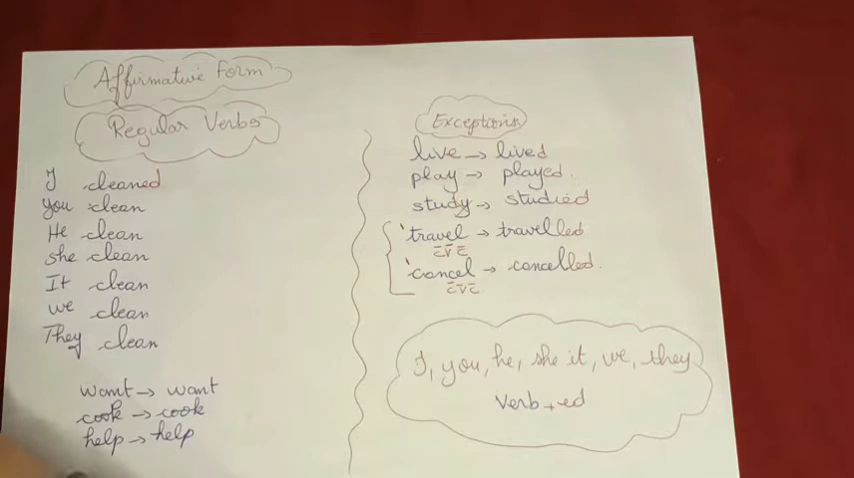 Affirmative Form
Regular Verbs
I cleaned
you clean
He clean
she clean
It clean
we clean
They clean
want → want
cook → cook
help → help
Exceptions
live → lived
play → played.
study → studied
'travel → travelled
CVC
'cancel → cancelled.
CVC
I, you, he, she it, we, they
Verb + ed